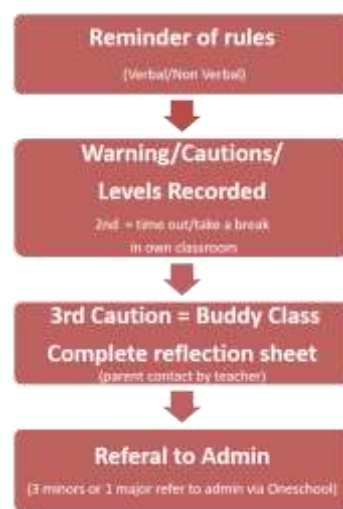 Reminder of rules
(Verbal/Non Verbal)
Warning/Cautions/
Levels Recorded
2nd = time out/take a break
in own classroom
3rd Caution = Buddy Class
Complete reflection sheet
(parent contact by teacher)
Referal to Admin
(3 minors or 1 major refer to admin via Oneschool)